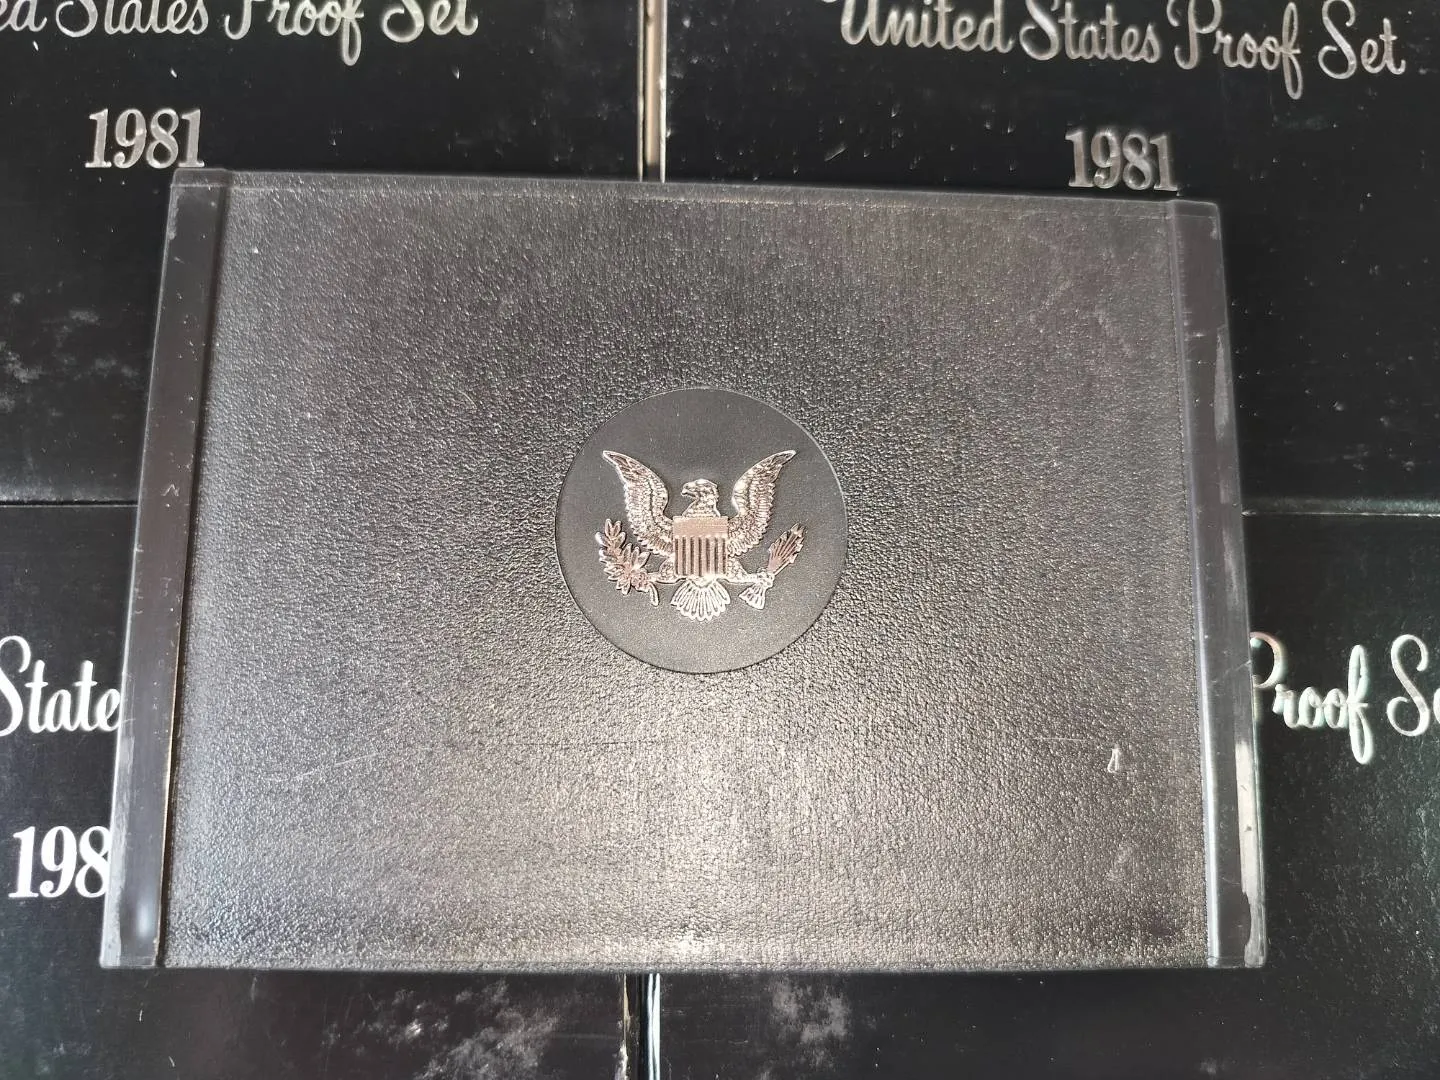 ed States Proof Set
1981
United States Proof Set
1981
State
198
Proof Se